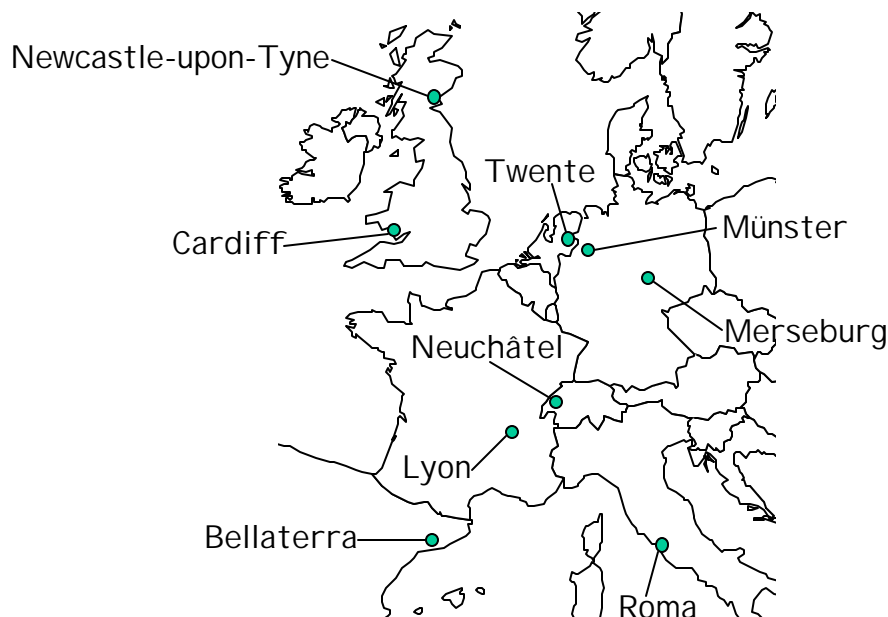 Newcastle-upon-Tyne
Twente
Münster
Cardiff
Merseburg
Neuchâtel
Lyon
Bellaterra
Roma